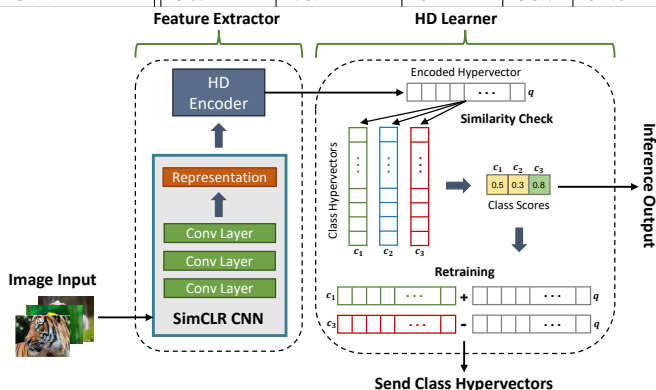 Feature Extractor
HD Learner
HD
Encoder
Encoded Hypervector
... q
Similarity Check
Representation
Conv Layer
Conv Layer
Conv Layer
SimCLR CNN
Image Input
Class Hypervectors
c₁ c₂ c₃
c₁ c₂ c₃
0.5 0.3 0.8
Class Scores
Inference Output
Retraining
c₁ ... + ... q
c₃ ... - ... q
Send Class Hypervectors